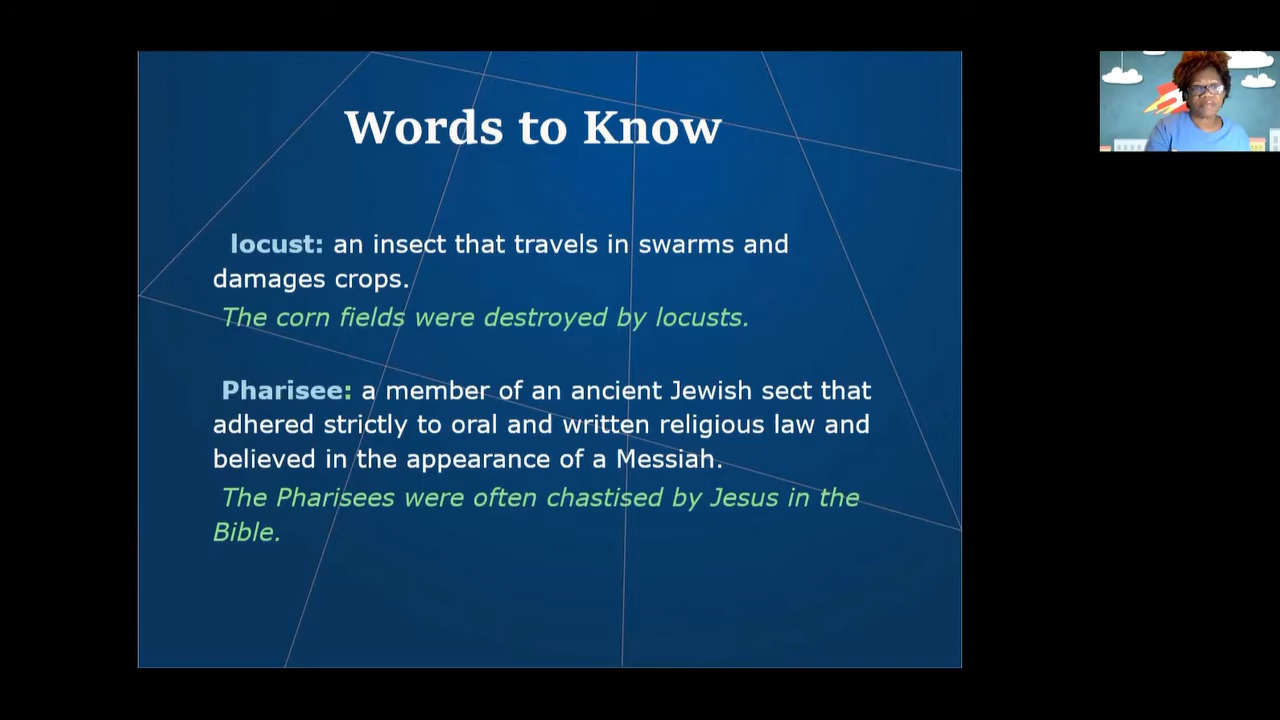 Words to Know
locust: an insect that travels in swarms and
damages crops.
The corn fields were destroyed by locusts.
Pharisee: a member of an ancient Jewish sect that
adhered strictly to oral and written religious law and
believed in the appearance of a Messiah.
The Pharisees were often chastised by Jesus in the
Bible.